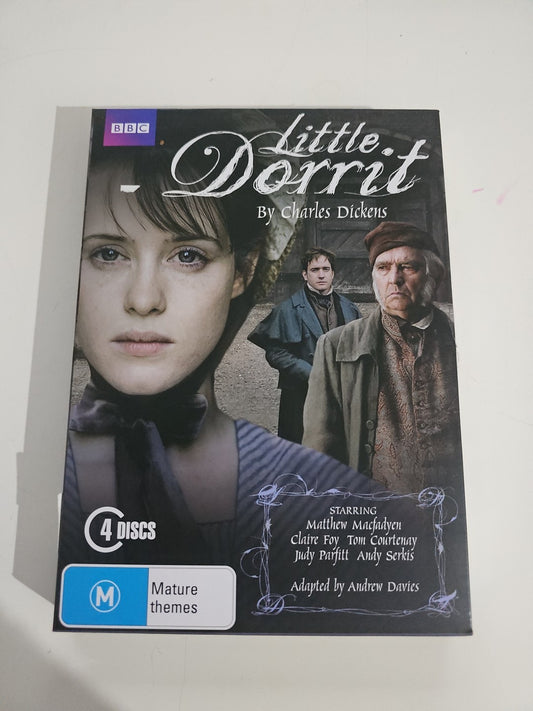 BBC
Little
Dorrit
By Charles Dickens
STARRING
Matthew Macfadyen
Claire Foy Tom Courtenay
Judy Parfitt Andy Serkis
Adapted by Andrew Davies
4 DISCS
M
Mature
themes